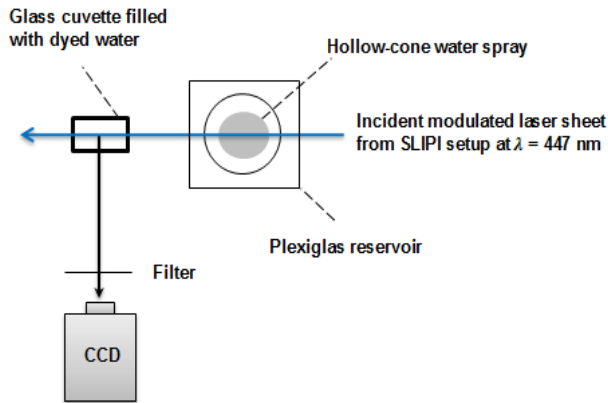 Glass cuvette filled
with dyed water
Hollow-cone water spray
Incident modulated laser sheet
from SLIPI setup at λ = 447 nm
Plexiglas reservoir
Filter
CCD